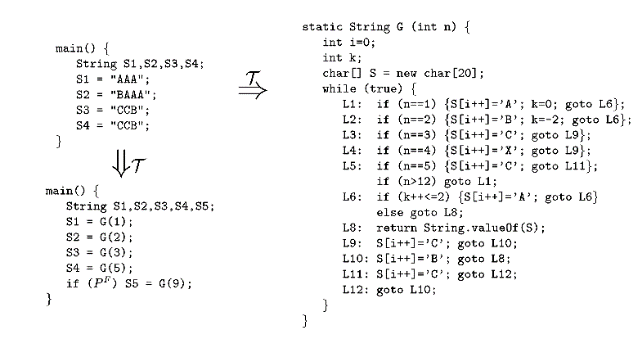 main() {
String S1,S2,S3,S4;
S1 = "AAA";
S2 = "BAAA";
S3 = "CCB";
S4 = "CCB";
}
T
T
main() {
String S1,S2,S3,S4,S5;
S1 = G(1);
S2 = G(2);
S3 = G(3);
S4 = G(5);
if (P^F) S5 = G(9);
}
static String G (int n) {
int i=0;
int k;
char[] S = new char[20];
while (true) {
L1: if (n==1) {S[i++]='A'; k=0; goto L6};
L2: if (n==2) {S[i++]='B'; k=-2; goto L6};
L3: if (n==3) {S[i++]='C'; goto L9};
L4: if (n==4) {S[i++]='X'; goto L9};
L5: if (n==5) {S[i++]='C'; goto L11};
if (n>12) goto L1;
L6: if (k++<=2) {S[i++]='A'; goto L6}
else goto L8;
L8: return String.valueOf(S);
L9: S[i++]='C'; goto L10;
L10: S[i++]='B'; goto L8;
L11: S[i++]='C'; goto L12;
L12: goto L10;
}
}